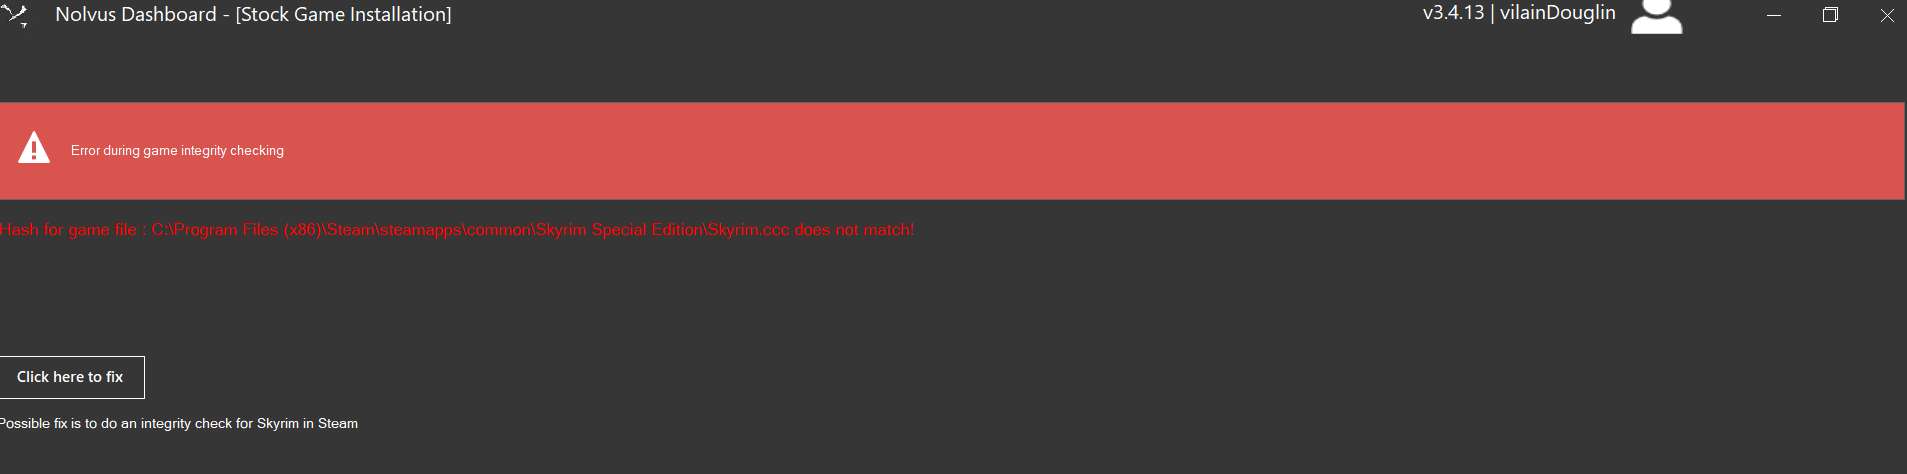 Nolvus Dashboard - [Stock Game Installation]
v3.4.13 | vilainDouglin
Error during game integrity checking
Hash for game file : C:\Program Files (x86)\Steam\steamapps\common\Skyrim Special Edition\Skyrim.ccc does not match!
Click here to fix
Possible fix is to do an integrity check for Skyrim in Steam